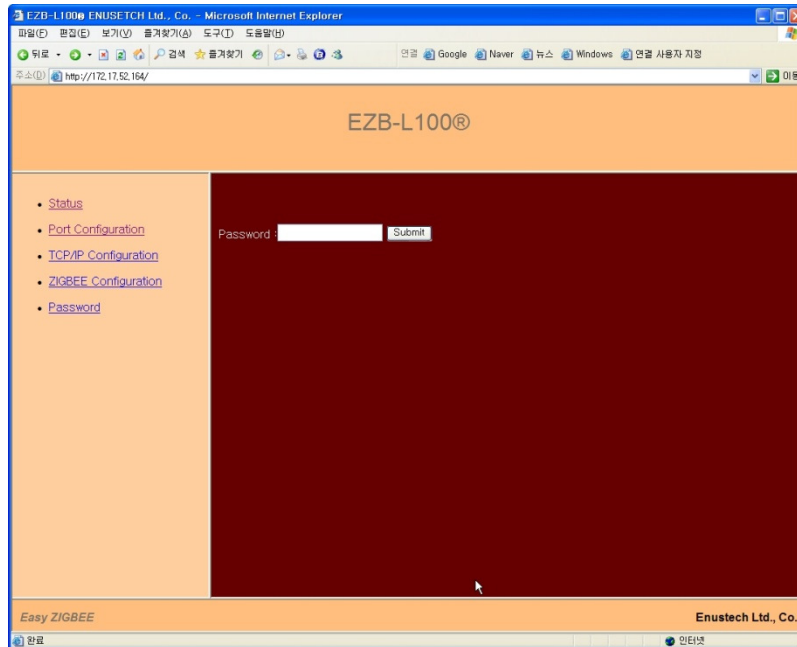 EZB-L100® ENUSETCH Ltd., Co. - Microsoft Internet Explorer
파일(F) 편집(E) 보기(V) 즐겨찾기(A) 도구(T) 도움말(H)
뒤로 검색 즐겨찾기 연결 Google Naver 뉴스 Windows 연결 사용자 지정
주소(D) http://172.17.52.164/ 이동
EZB-L100®
Status
Port Configuration
TCP/IP Configuration
ZIGBEE Configuration
Password
Password : Submit
Easy ZIGBEE Enustech Ltd., Co.
완료 인터넷